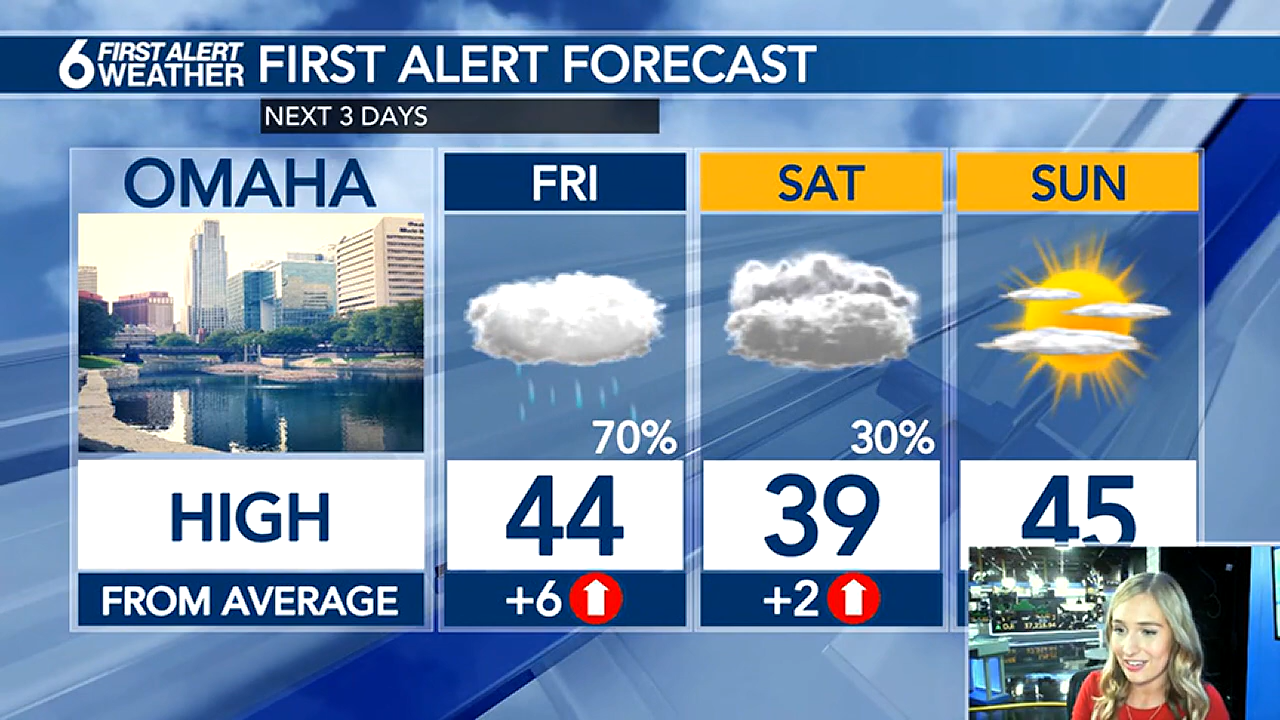 6 FIRST ALERT WEATHER
FIRST ALERT FORECAST
NEXT 3 DAYS
OMAHA
FRI
SAT
SUN
70%
30%
HIGH
44
39
45
FROM AVERAGE
+6
+2